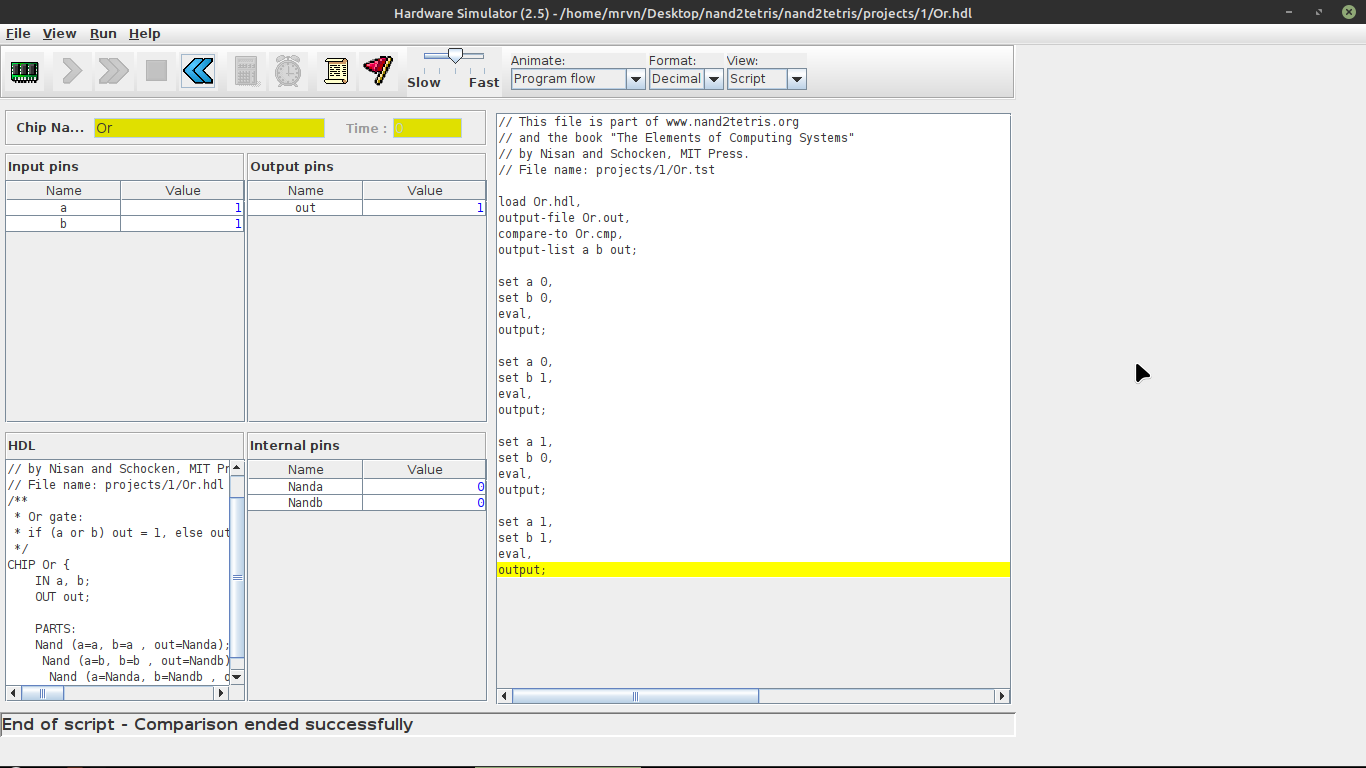 Hardware Simulator (2.5) - /home/mrvn/Desktop/nand2tetris/nand2tetris/projects/1/Or.hdl
File View Run Help
Slow Fast
Animate: Format: View:
Program flow Decimal Script
Chip Na... Or Time : 0
Input pins
Name Value
a 1
b 1
Output pins
Name Value
out 1
HDL
// by Nisan and Schocken, MIT Pr
// File name: projects/1/Or.hdl
/**
* Or gate:
* if (a or b) out = 1, else out
*/
CHIP Or {
IN a, b;
OUT out;
PARTS:
Nand (a=a, b=a , out=Nanda);
Nand (a=b, b=b , out=Nandb)
Nand (a=Nanda, b=Nandb , o
Internal pins
Name Value
Nanda 0
Nandb 0
// This file is part of www.nand2tetris.org
// and the book "The Elements of Computing Systems"
// by Nisan and Schocken, MIT Press.
// File name: projects/1/Or.tst
load Or.hdl,
output-file Or.out,
compare-to Or.cmp,
output-list a b out;
set a 0,
set b 0,
eval,
output;
set a 0,
set b 1,
eval,
output;
set a 1,
set b 0,
eval,
output;
set a 1,
set b 1,
eval,
output;
End of script - Comparison ended successfully